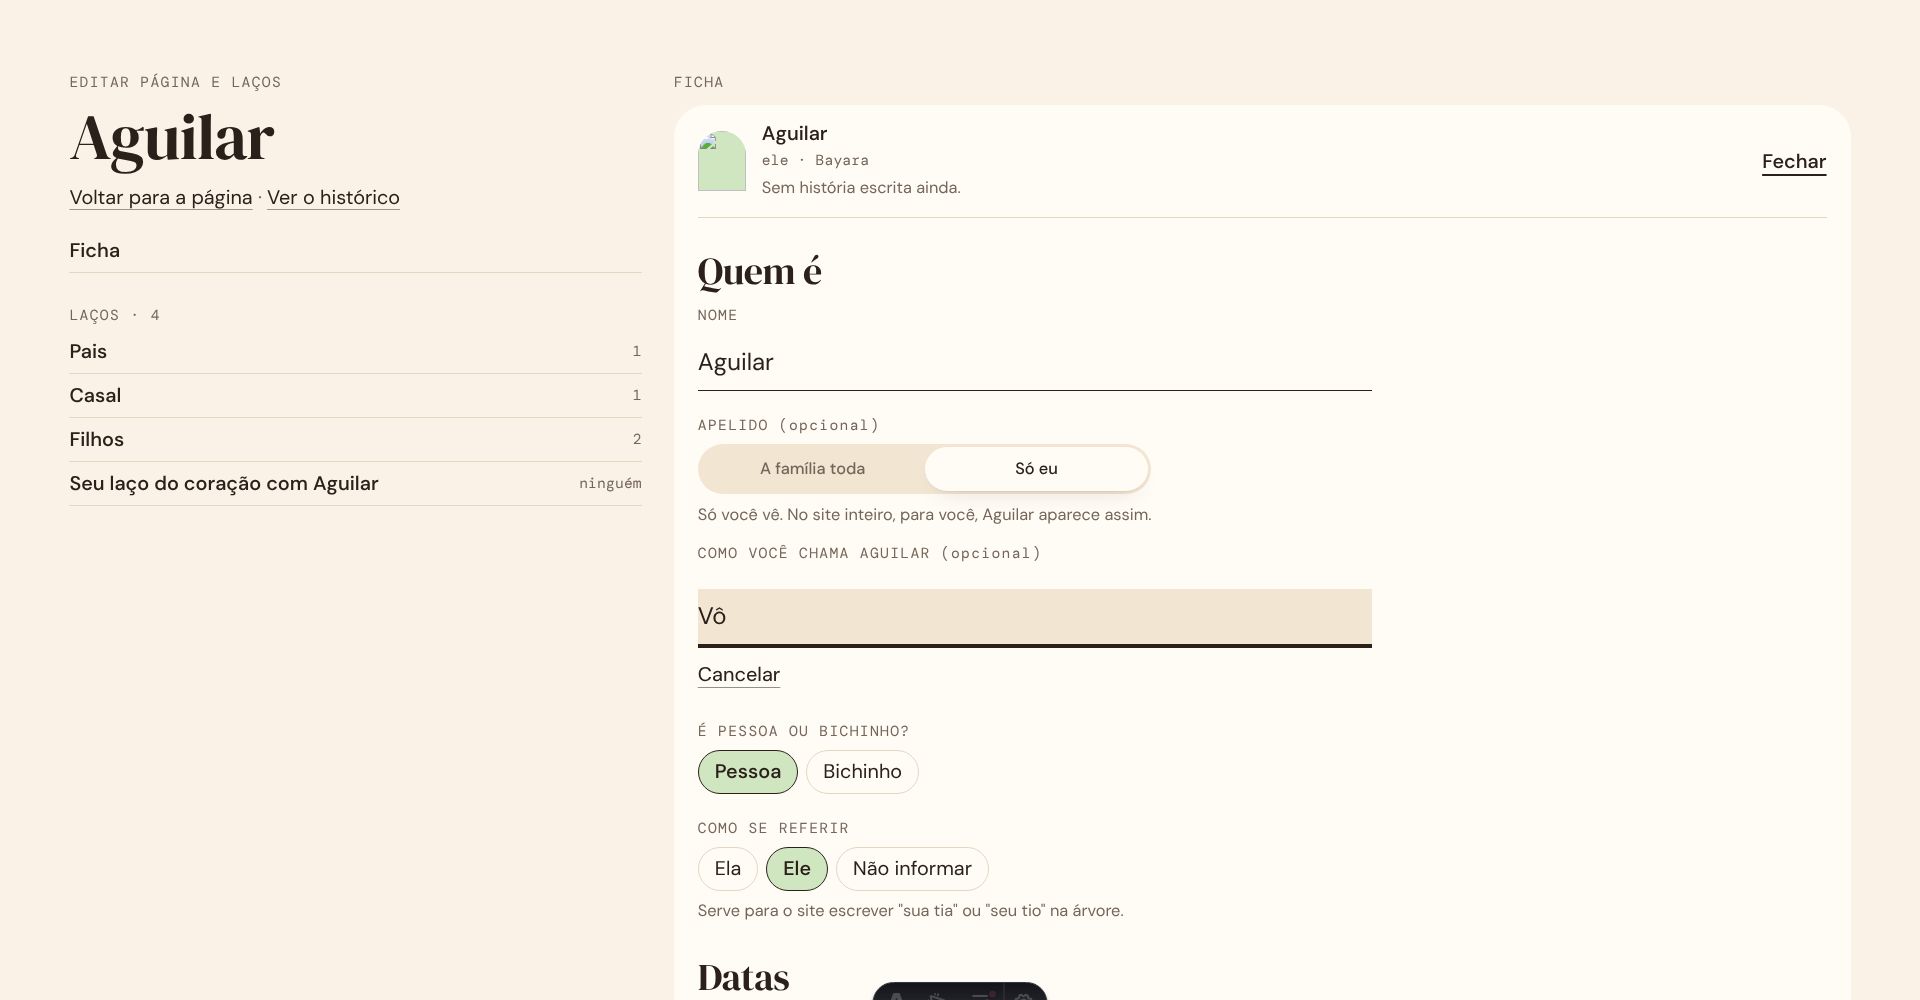 EDITAR PÁGINA E LAÇOS
Aguilar
Voltar para a página · Ver o histórico
Ficha
LAÇOS · 4
Pais 1
Casal 1
Filhos 2
Seu laço do coração com Aguilar ninguém
FICHA
Aguilar
ele · Bayara
Sem história escrita ainda.
Fechar
Quem é
NOME
Aguilar
APELIDO (opcional)
A família toda Só eu
Só você vê. No site inteiro, para você, Aguilar aparece assim.
COMO VOCÊ CHAMA AGUILAR (opcional)
Vô
Cancelar
É PESSOA OU BICHINHO?
Pessoa Bichinho
COMO SE REFERIR
Ela Ele Não informar
Serve para o site escrever "sua tia" ou "seu tio" na árvore.
Datas